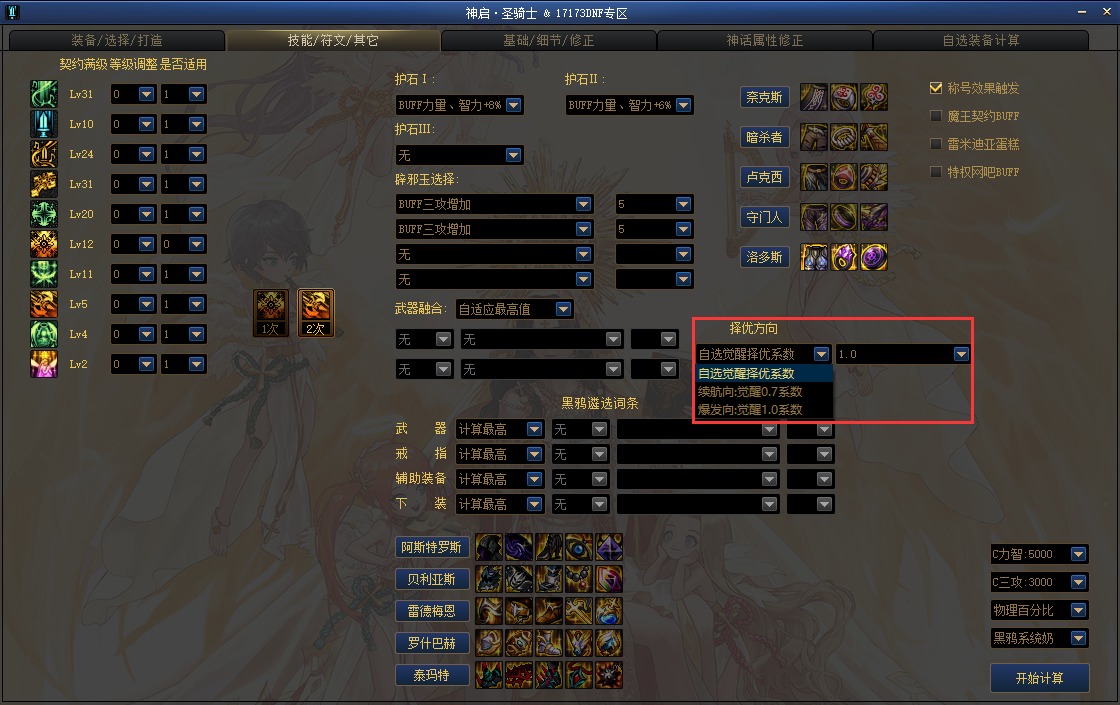 神启·圣骑士 & 17173DNF专区
装备/选择/打造
技能/符文/其它
基础/细节/修正
神话属性修正
自选装备计算
契约满级 等级调整 是否适用
Lv31 0 1
Lv10 0 1
Lv24 0 1
Lv31 0 1
Lv20 0 1
Lv12 0 0
Lv11 0 1
Lv5 0 1
Lv4 0 1
Lv2 0 1
1次
2次
护石Ⅰ:
护石Ⅱ:
BUFF力量、智力+8%
BUFF力量、智力+6%
护石Ⅲ:
无
辟邪玉选择:
BUFF三攻增加 5
BUFF三攻增加 5
无
无
武器融合: 自适应最高值
无 无
无 无
奈克斯
暗杀者
卢克西
守门人
洛多斯
称号效果触发
魔王契约BUFF
雷米迪亚蛋糕
特权网吧BUFF
择优方向
自选觉醒择优系数 1.0
自选觉醒择优系数
续航向:觉醒0.7系数
爆发向:觉醒1.0系数
黑鸦遴选词条
武 器 计算最高 无
戒 指 计算最高 无
辅助装备 计算最高 无
下 装 计算最高 无
阿斯特罗斯
贝利亚斯
雷德梅恩
罗什巴赫
泰玛特
C力智:5000
C三攻:3000
物理百分比
黑鸦系统奶
开始计算